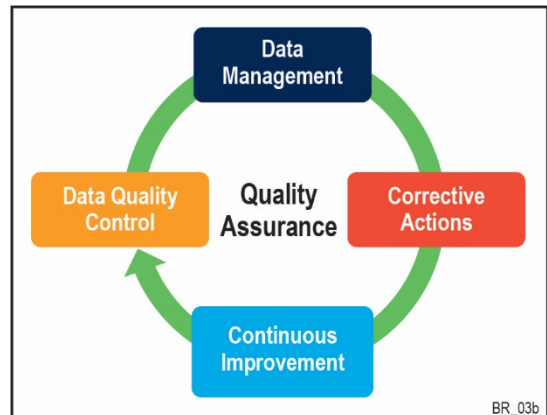 Data
Management
Data Quality
Control
Quality
Assurance
Corrective
Actions
Continuous
Improvement
BR_03b